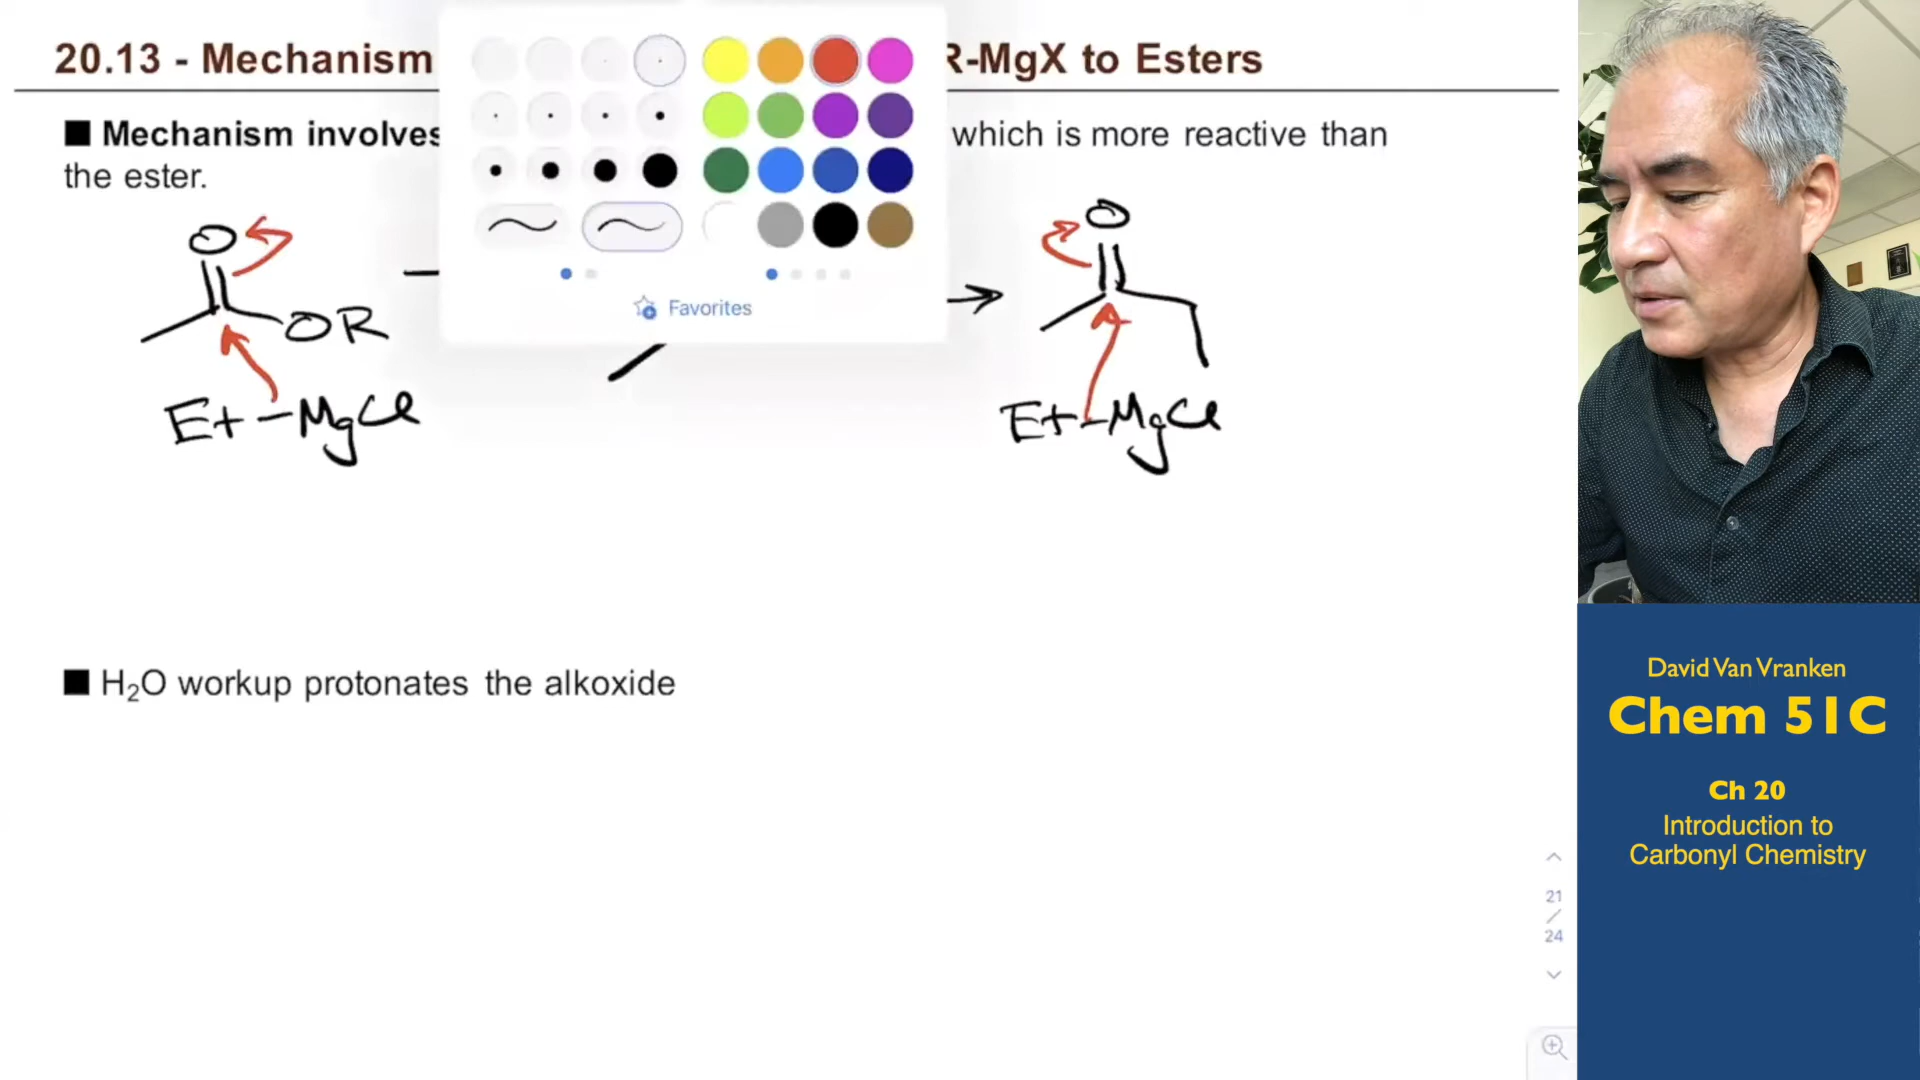 20.13 - Mechanism R-MgX to Esters
■ Mechanism involves which is more reactive than
the ester.
Favorites
O
OR
Et-MgCl
O
Et-MgCl
■ H₂O workup protonates the alkoxide
21
/
24
David Van Vranken
Chem 51C
Ch 20
Introduction to
Carbonyl Chemistry